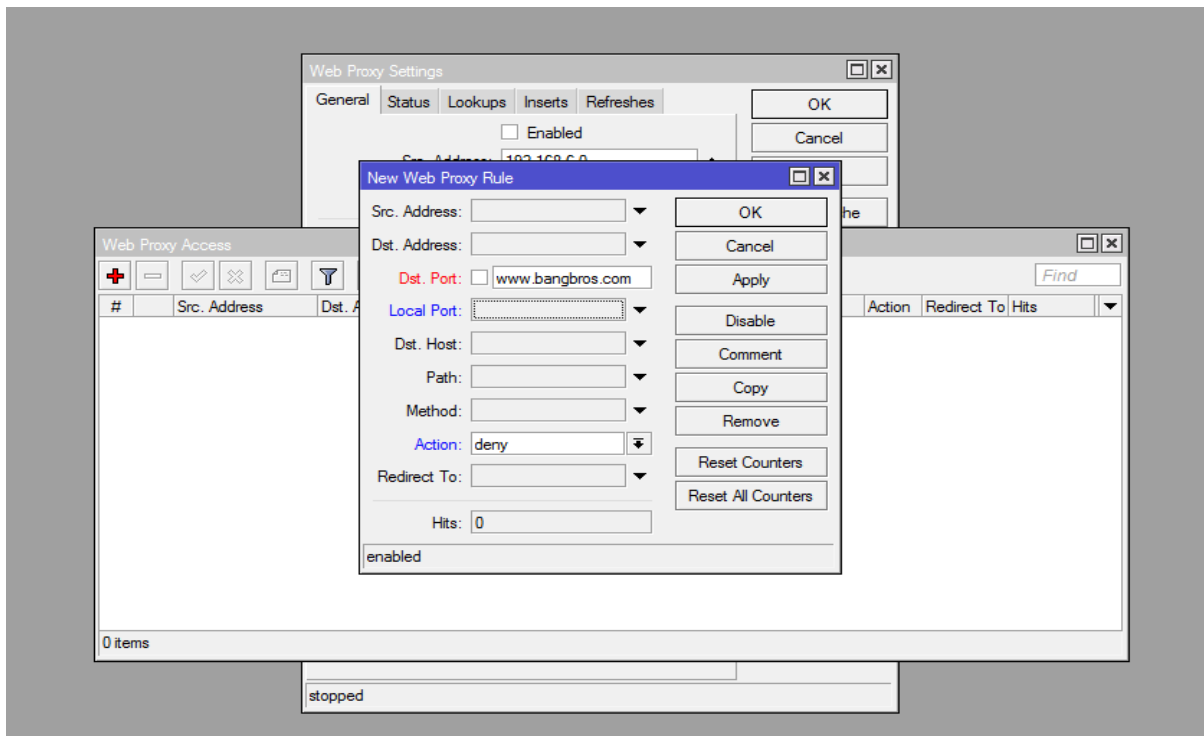 Web Proxy Settings
General Status Lookups Inserts Refreshes
OK
Enabled
Cancel
New Web Proxy Rule
Src. Address:
OK
he
Web Proxy Access
Dst. Address:
Cancel
Dst. Port: www.bangbros.com
Apply
Find
# Src. Address Dst. A
Action Redirect To Hits
Local Port:
Disable
Dst. Host:
Comment
Path:
Copy
Method:
Remove
Action: deny
Reset Counters
Redirect To:
Reset All Counters
Hits: 0
enabled
0 items
stopped